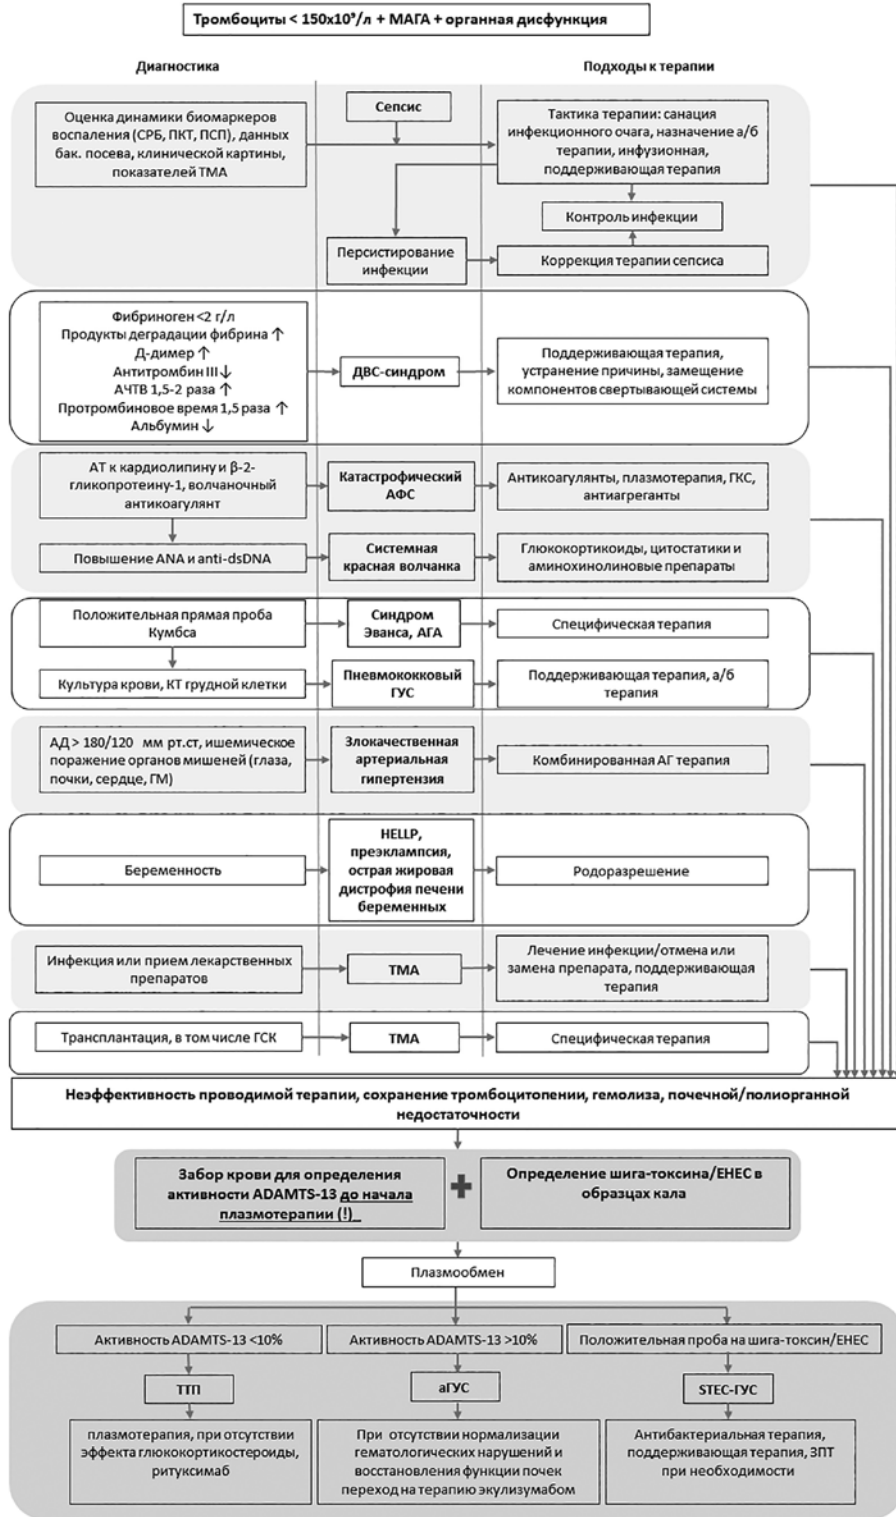 Тромбоциты < 150х10⁹/л + МАГА + органная дисфункция
Диагностика
Подходы к терапии
Оценка динамики биомаркеров
воспаления (СРБ, ПКТ, ПСП), данных
бак. посева, клинической картины,
показателей ТМА
Сепсис
Тактика терапии: санация
инфекционного очага, назначение а/б
терапии, инфузионная,
поддерживающая терапия
Контроль инфекции
Персистирование
инфекции
Коррекция терапии сепсиса
Фибриноген <2 г/л
Продукты деградации фибрина ↑
Д-димер ↑
Антитромбин III↓
АЧТВ 1,5-2 раза ↑
Протромбиновое время 1,5 раза ↑
Альбумин ↓
ДВС-синдром
Поддерживающая терапия,
устранение причины, замещение
компонентов свертывающей системы
АТ к кардиолипину и β-2-
гликопротеину-1, волчаночный
антикоагулянт
Катастрофический
АФС
Антикоагулянты, плазмотерапия, ГКС,
антиагреганты
Повышение ANA и anti-dsDNA
Системная
красная волчанка
Глюкокортикоиды, цитостатики и
аминохинолиновые препараты
Положительная прямая проба
Кумбса
Синдром
Эванса, АГА
Специфическая терапия
Культура крови, КТ грудной клетки
Пневмококковый
ГУС
Поддерживающая терапия, а/б
терапия
АД > 180/120 мм рт.ст, ишемическое
поражение органов мишеней (глаза,
почки, сердце, ГМ)
Злокачественная
артериальная
гипертензия
Комбинированная АГ терапия
Беременность
HELLP,
преэклампсия,
острая жировая
дистрофия печени
беременных
Родоразрешение
Инфекция или прием лекарственных
препаратов
ТМА
Лечение инфекции/отмена или
замена препарата, поддерживающая
терапия
Трансплантация, в том числе ГСК
ТМА
Специфическая терапия
Неэффективность проводимой терапии, сохранение тромбоцитопении, гемолиза, почечной/полиорганной
недостаточности
Забор крови для определения
активности ADAMTS-13 до начала
плазмотерапии (!)_
+
Определение шига-токсина/ЕНЕС в
образцах кала
Плазмообмен
Активность ADAMTS-13 <10%
Активность ADAMTS-13 >10%
Положительная проба на шига-токсин/ЕНЕС
ТТП
аГУС
STEC-ГУС
плазмотерапия, при отсутствии
эффекта глюкокортикостероиды,
ритуксимаб
При отсутствии нормализации
гематологических нарушений и
восстановления функции почек
переход на терапию экулизумабом
Антибактериальная терапия,
поддерживающая терапия, ЗПТ
при необходимости